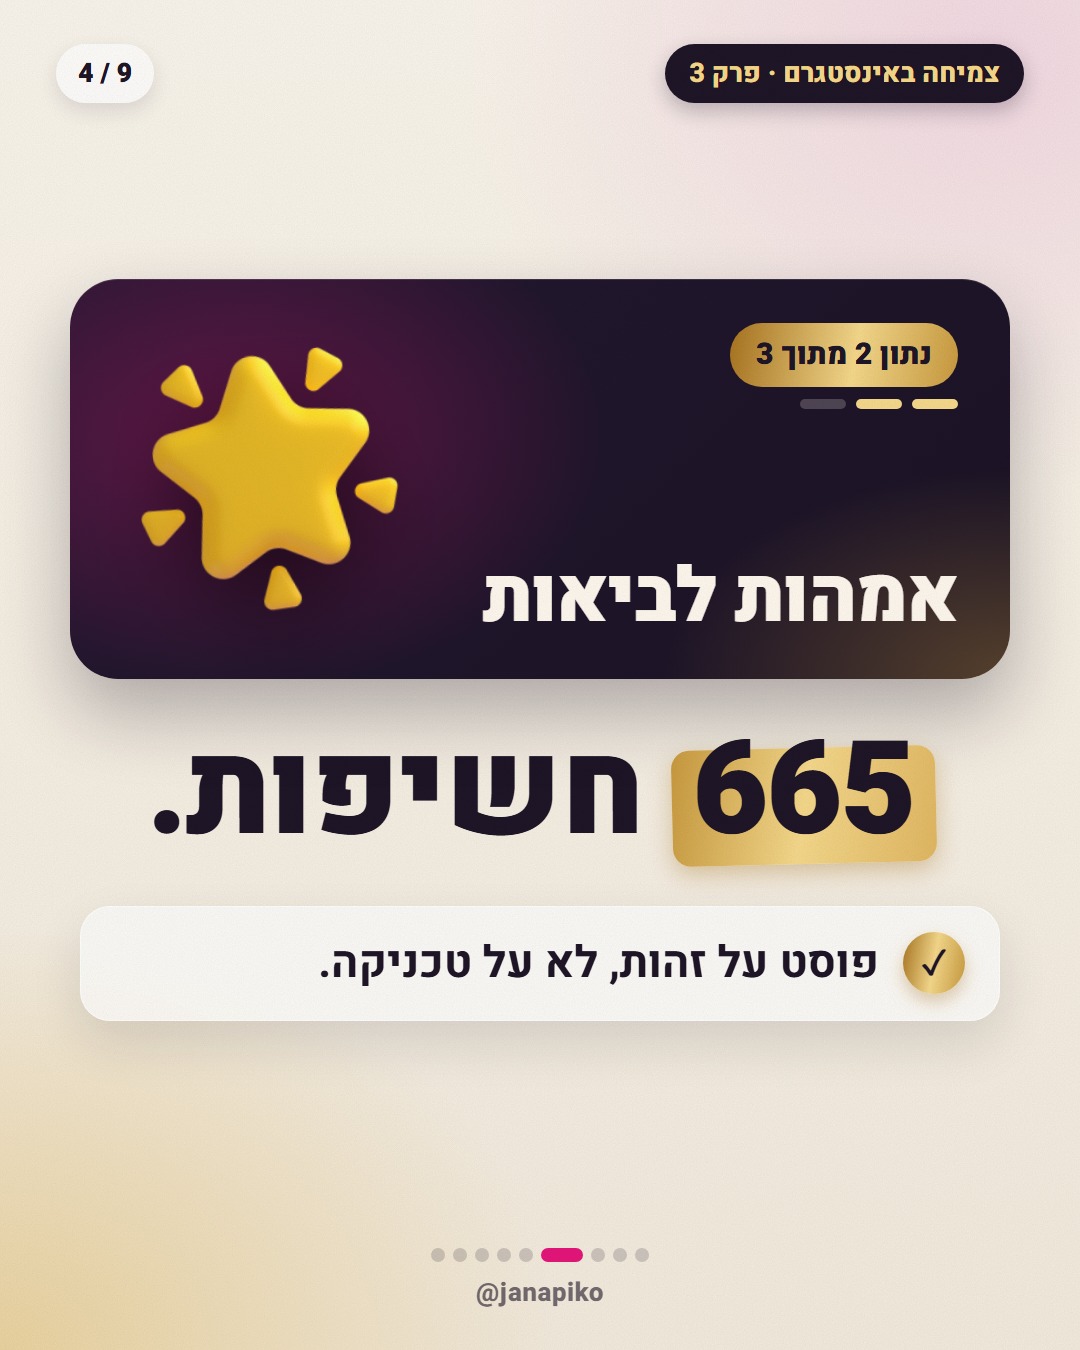 צמיחה באינסטגרם · פרק 3
4 / 9
נתון 2 מתוך 3
אמהות לביאות
665 חשיפות.
✓ פוסט על זהות, לא על טכניקה.
@janapiko